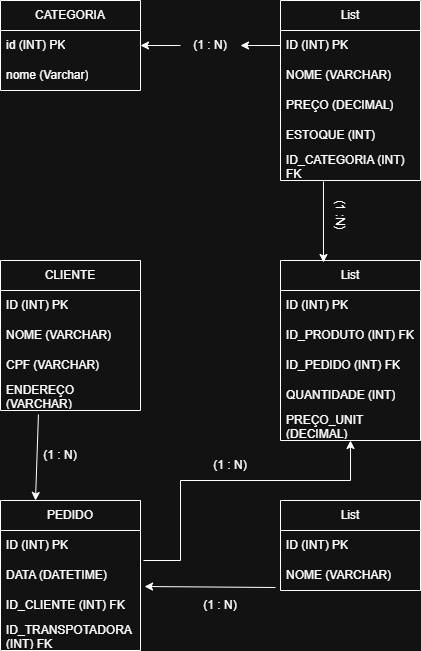 CATEGORIA
id (INT) PK
nome (Varchar)
(1 : N)
List
ID (INT) PK
NOME (VARCHAR)
PREÇO (DECIMAL)
ESTOQUE (INT)
ID_CATEGORIA (INT)
FK
(1 :N)
CLIENTE
ID (INT) PK
NOME (VARCHAR)
CPF (VARCHAR)
ENDEREÇO
(VARCHAR)
List
ID (INT) PK
ID_PRODUTO (INT) FK
ID_PEDIDO (INT) FK
QUANTIDADE (INT)
PREÇO_UNIT
(DECIMAL)
(1 : N)
(1 : N)
PEDIDO
ID (INT) PK
DATA (DATETIME)
ID_CLIENTE (INT) FK
ID_TRANSPOTADORA
(INT) FK
(1 : N)
List
ID (INT) PK
NOME (VARCHAR)